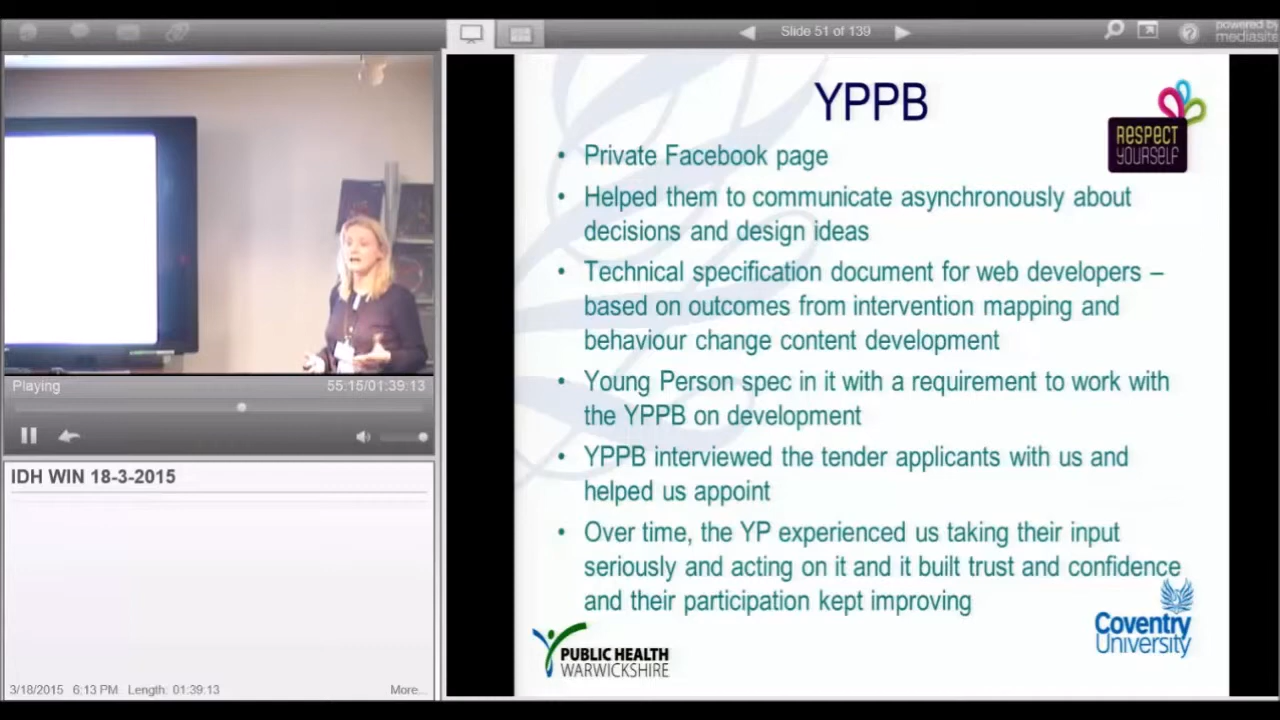 Slide 51 of 139
powered by
mediasite
YPPB
RESPECT
YOURSELF
• Private Facebook page
• Helped them to communicate asynchronously about
decisions and design ideas
• Technical specification document for web developers –
based on outcomes from intervention mapping and
behaviour change content development
• Young Person spec in it with a requirement to work with
the YPPB on development
• YPPB interviewed the tender applicants with us and
helped us appoint
• Over time, the YP experienced us taking their input
seriously and acting on it and it built trust and confidence
and their participation kept improving
PUBLIC HEALTH
WARWICKSHIRE
Coventry
University
Playing
55:15/01:39:13
IDH WIN 18-3-2015
3/18/2015 6:13 PM Length: 01:39:13
More...